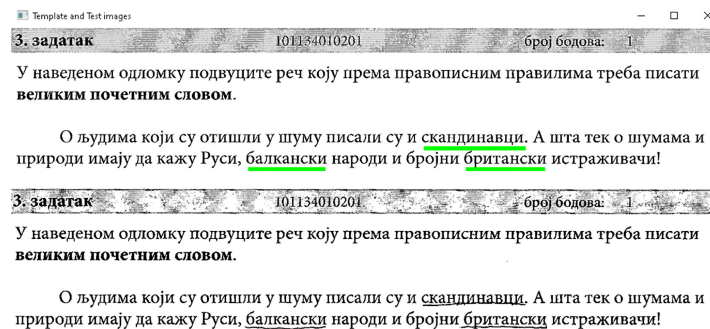 Template and Test images
3. задатак 101134010201 број бодова: 1
У наведеном одломку подвуците реч коју према правописним правилима треба писати
великим почетним словом.
О људима који су отишли у шуму писали су и скандинавци. А шта тек о шумама и
природи имају да кажу Руси, балкански народи и бројни британски истраживачи!
3. задатак 101134010201 број бодова: 1
У наведеном одломку подвуците реч коју према правописним правилима треба писати
великим почетним словом.
О људима који су отишли у шуму писали су и скандинавци. А шта тек о шумама и
природи имају да кажу Руси, балкански народи и бројни британски истраживачи!